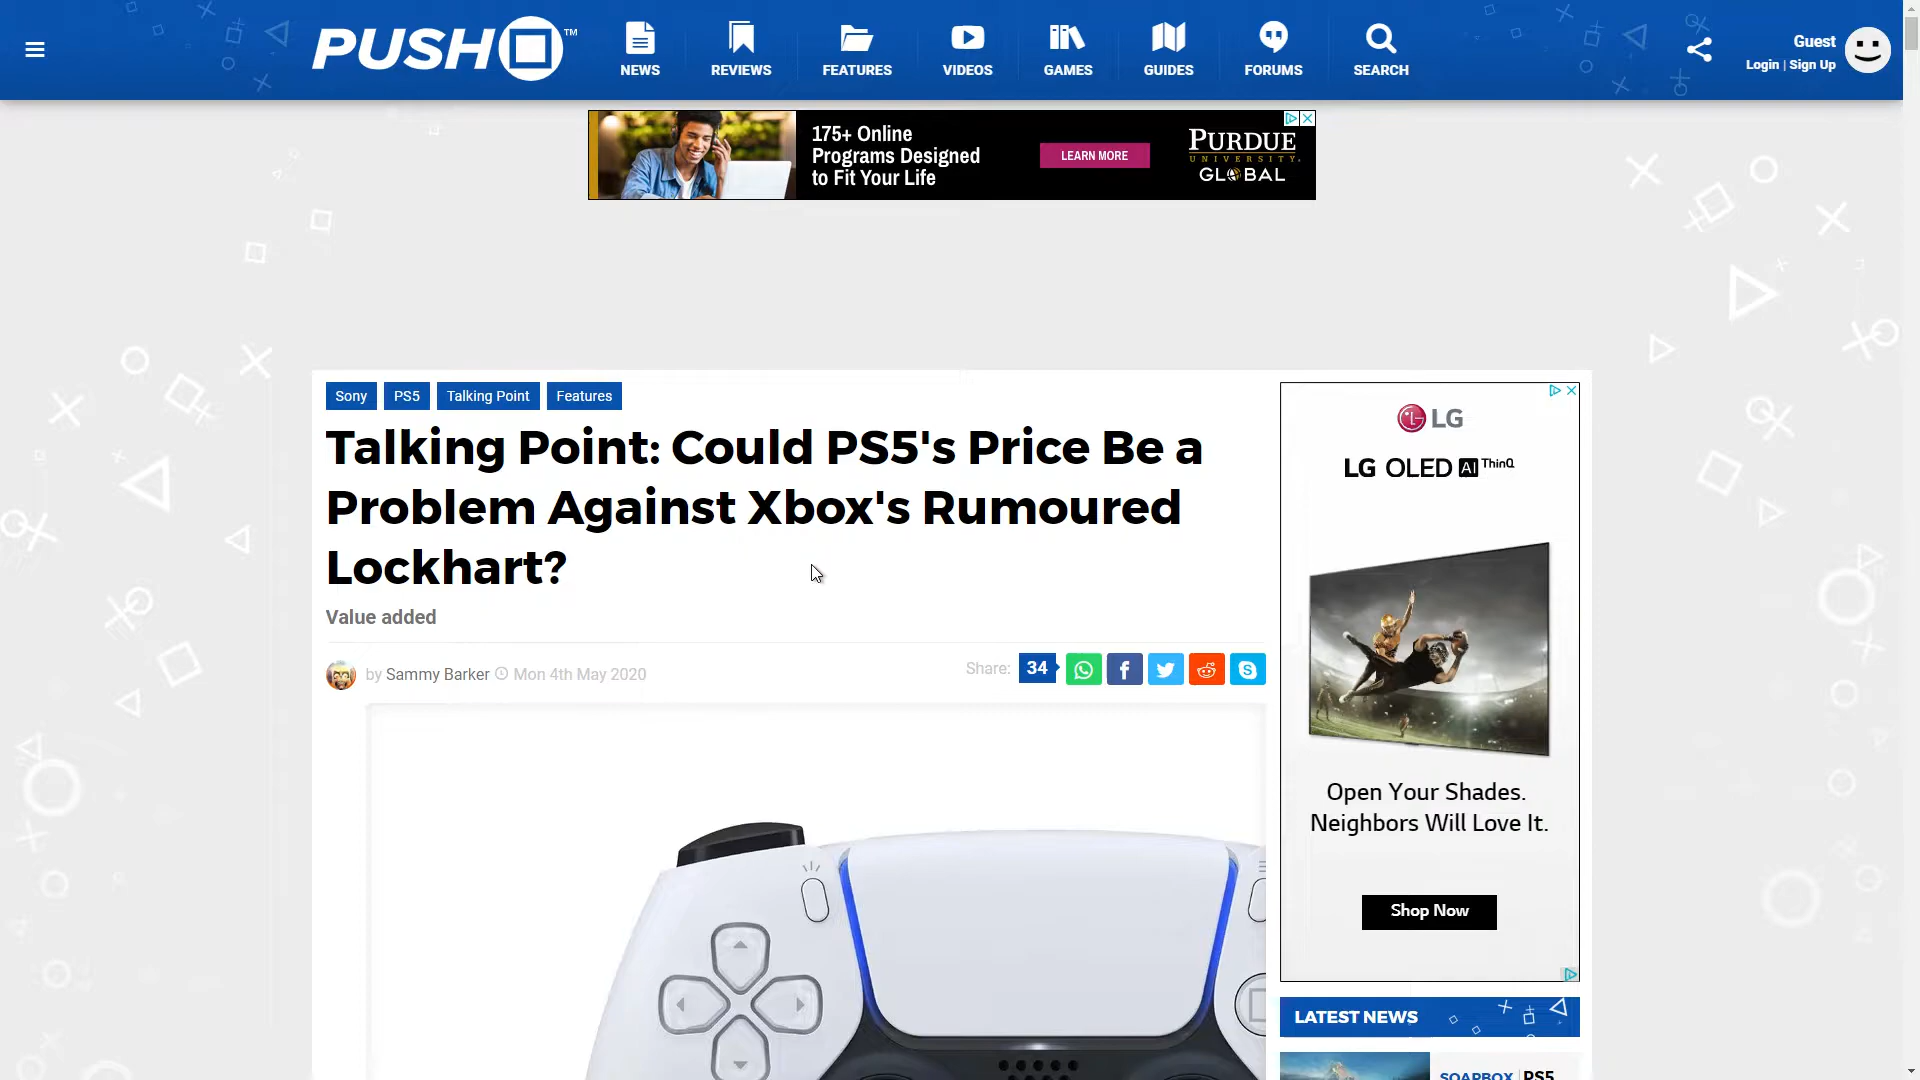 PUSH ™
NEWS
REVIEWS
FEATURES
VIDEOS
GAMES
GUIDES
FORUMS
SEARCH
Guest
Login | Sign Up
175+ Online
Programs Designed
to Fit Your Life
LEARN MORE
PURDUE
UNIVERSITY
GLOBAL
Sony
PS5
Talking Point
Features
Talking Point: Could PS5's Price Be a
Problem Against Xbox's Rumoured
Lockhart?
Value added
by Sammy Barker Mon 4th May 2020
Share: 34
LG
LG OLED AI ThinQ
Open Your Shades.
Neighbors Will Love It.
Shop Now
LATEST NEWS
SOAPBOX PS5